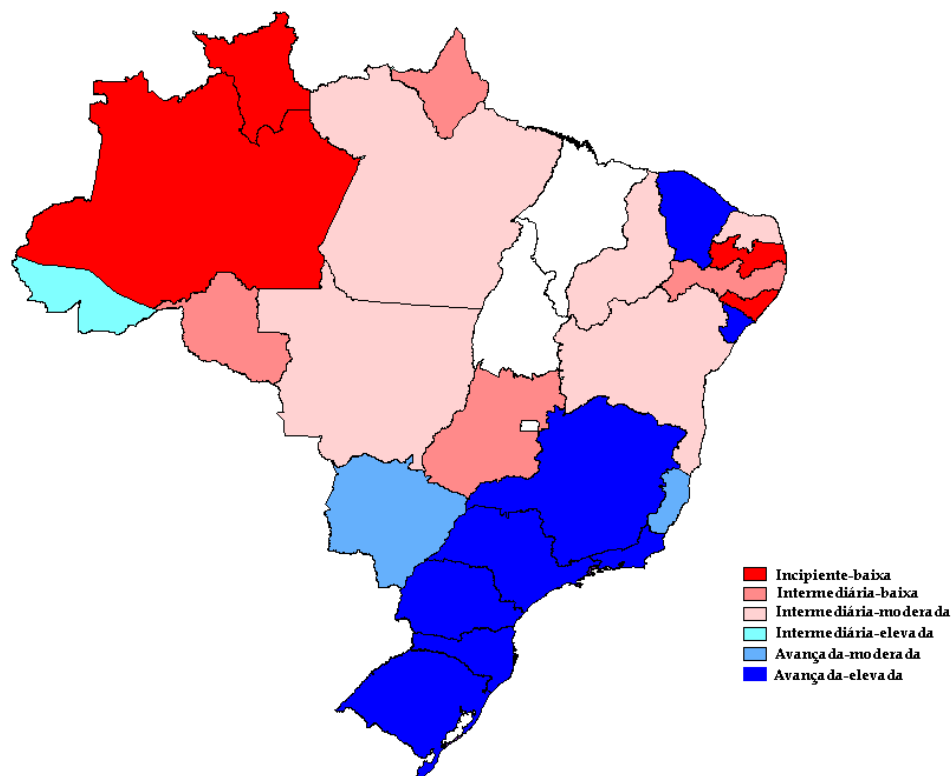 Incipiente-baixa
Intermediária-baixa
Intermediária-moderada
Intermediária-elevada
Avançada-moderada
Avançada-elevada